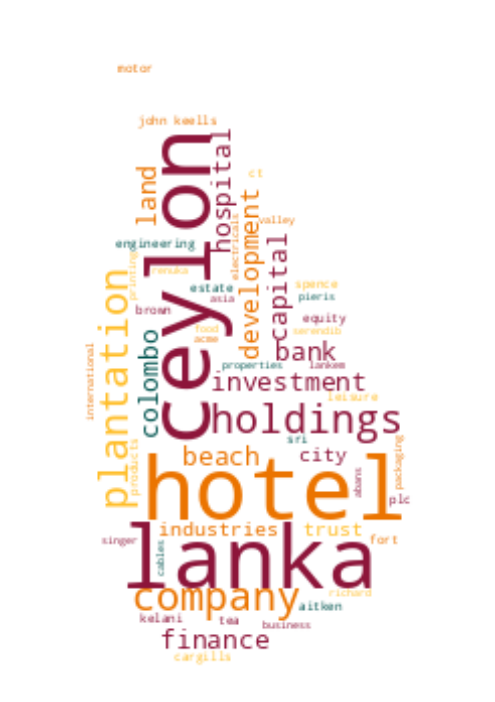 motor
john keells
ceylon
hospital
land
ct
development
valley
electricals
capital
engineering
printing
renuka
plantation
estate
asia
spence
pieris
brown
equity
food
acme
serendib
colombo
international
bank
properties
lankem
investment
leisure
holdings
sri
beach
city
products
packaging
hotel
abans
plc
lanka
industries
trust
fort
singer
cables
company
richard
aitken
kelani
tea
business
finance
cargills